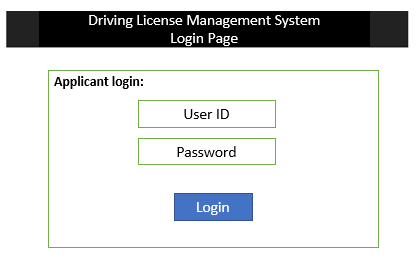 Driving License Management System
Login Page
Applicant login:
User ID
Password
Login